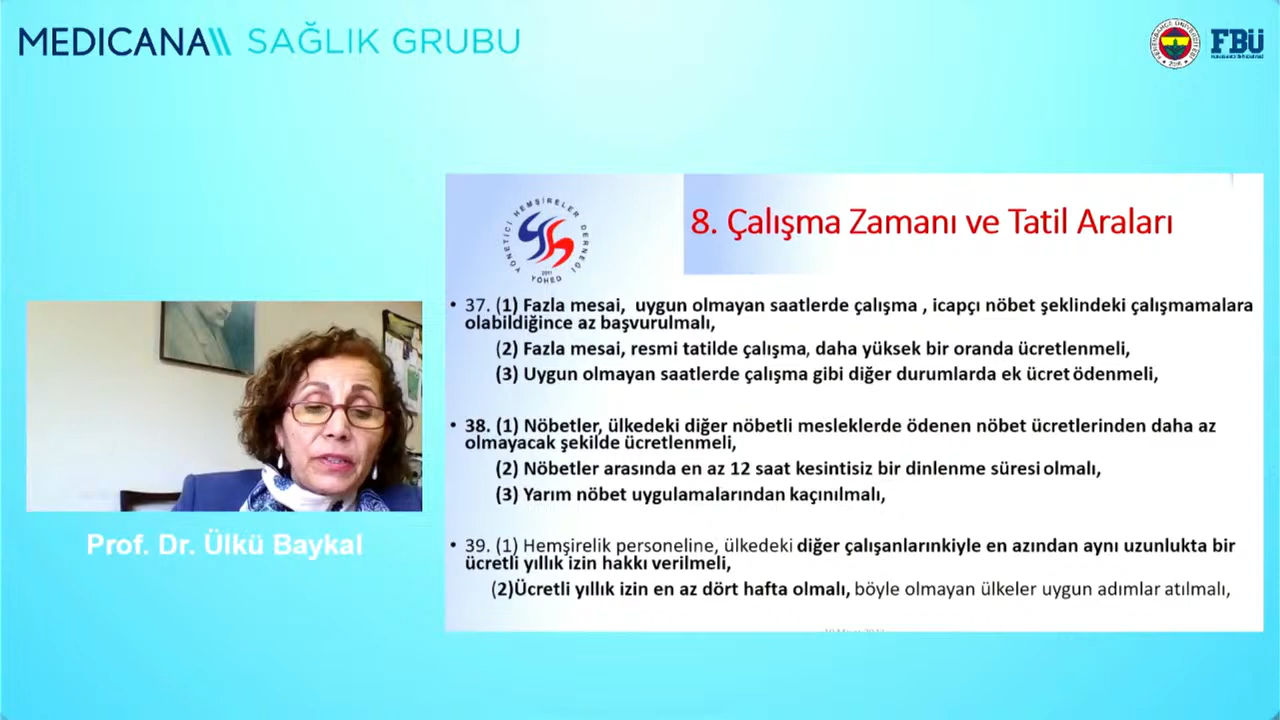 MEDICANA SAĞLIK GRUBU
FBÜ
YÖNETİCİ HEMŞİRELER DERNEĞİ
YÖHED
8. Çalışma Zamanı ve Tatil Araları
• 37. (1) Fazla mesai, uygun olmayan saatlerde çalışma , icapçı nöbet şeklindeki çalışmamalara
olabildiğince az başvurulmalı,
(2) Fazla mesai, resmi tatilde çalışma, daha yüksek bir oranda ücretlenmeli,
(3) Uygun olmayan saatlerde çalışma gibi diğer durumlarda ek ücret ödenmeli,
• 38. (1) Nöbetler, ülkedeki diğer nöbetli mesleklerde ödenen nöbet ücretlerinden daha az
olmayacak şekilde ücretlenmeli,
(2) Nöbetler arasında en az 12 saat kesintisiz bir dinlenme süresi olmalı,
(3) Yarım nöbet uygulamalarından kaçınılmalı,
• 39. (1) Hemşirelik personeline, ülkedeki diğer çalışanlarınkiyle en azından aynı uzunlukta bir
ücretli yıllık izin hakkı verilmeli,
(2)Ücretli yıllık izin en az dört hafta olmalı, böyle olmayan ülkeler uygun adımlar atılmalı,
Prof. Dr. Ülkü Baykal